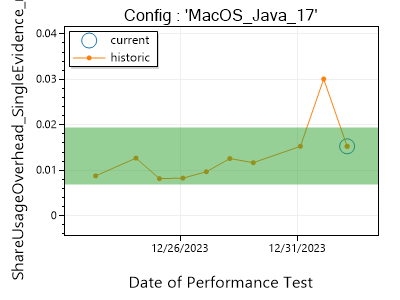 Config : 'MacOS_Java_17'
current
historic
0.04
0.03
0.02
0.01
0
ShareUsageOverhead_SingleEvidence_
12/26/2023
12/31/2023
Date of Performance Test